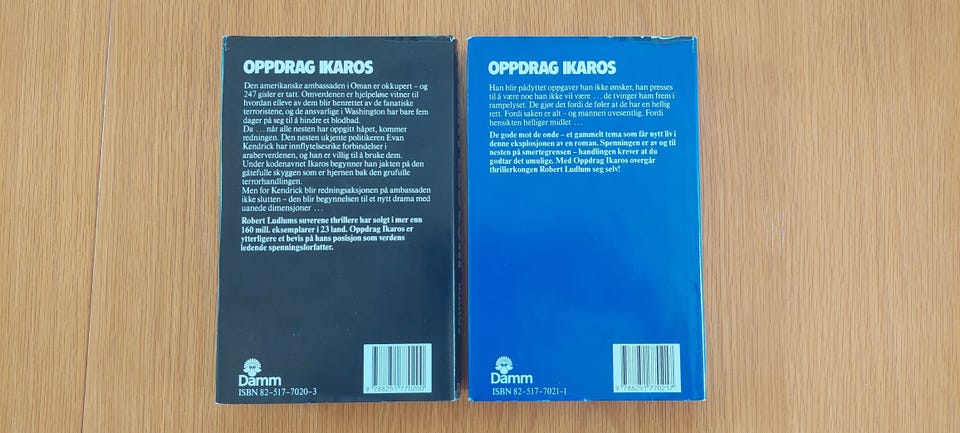 OPPDRAG IKAROS
Den amerikanske ambassaden i Oman er okkupert – og
247 gisler er tatt. Omverdenen er hjelpeløse vitner til
hvordan elleve av dem blir henrettet av de fanatiske
terroristene, og de ansvarlige i Washington har bare fem
dager på seg til å hindre et blodbad.
Da ... når alle nesten har oppgitt håpet, kommer
redningen. Den nesten ukjente politikeren Evan
Kendrick har innflytelsesrike forbindelser i
araberverdenen, og han er villig til å bruke dem.
Under kodenavnet Ikaros begynner han jakten på den
gåtefulle skyggen som er hjernen bak den grufulle
terrorhandlingen.
Men for Kendrick blir redningsaksjonen på ambassaden
ikke slutten – den blir begynnelsen til et nytt drama med
uanede dimensjoner ...
Robert Ludlums suverene thrillere har solgt i mer enn
160 mill. eksemplarer i 23 land. Oppdrag Ikaros er
ytterligere et bevis på hans posisjon som verdens
ledende spenningsforfatter.
Damm
ISBN 82-517-7020-3
9 788251 770200
OPPDRAG IKAROS
Han blir pådyttet oppgaver han ikke ønsker, han presses
til å være noe han ikke vil være ... de tvinger ham frem i
rampelyset. De gjør det fordi de føler at de har en hellig
rett. Fordi saken er alt – og mannen uvesentlig. Fordi
hensikten helliger midlet ...
De gode mot de onde – et gammelt tema som får nytt liv i
denne eksplosjonen av en roman. Spenningen er av og til
nesten på smertegrensen – handlingen krever at du
godtar det umulige. Med Oppdrag Ikaros overgår
thrillerkongen Robert Ludlum seg selv!
Damm
ISBN 82-517-7021-1
9 788251 770217